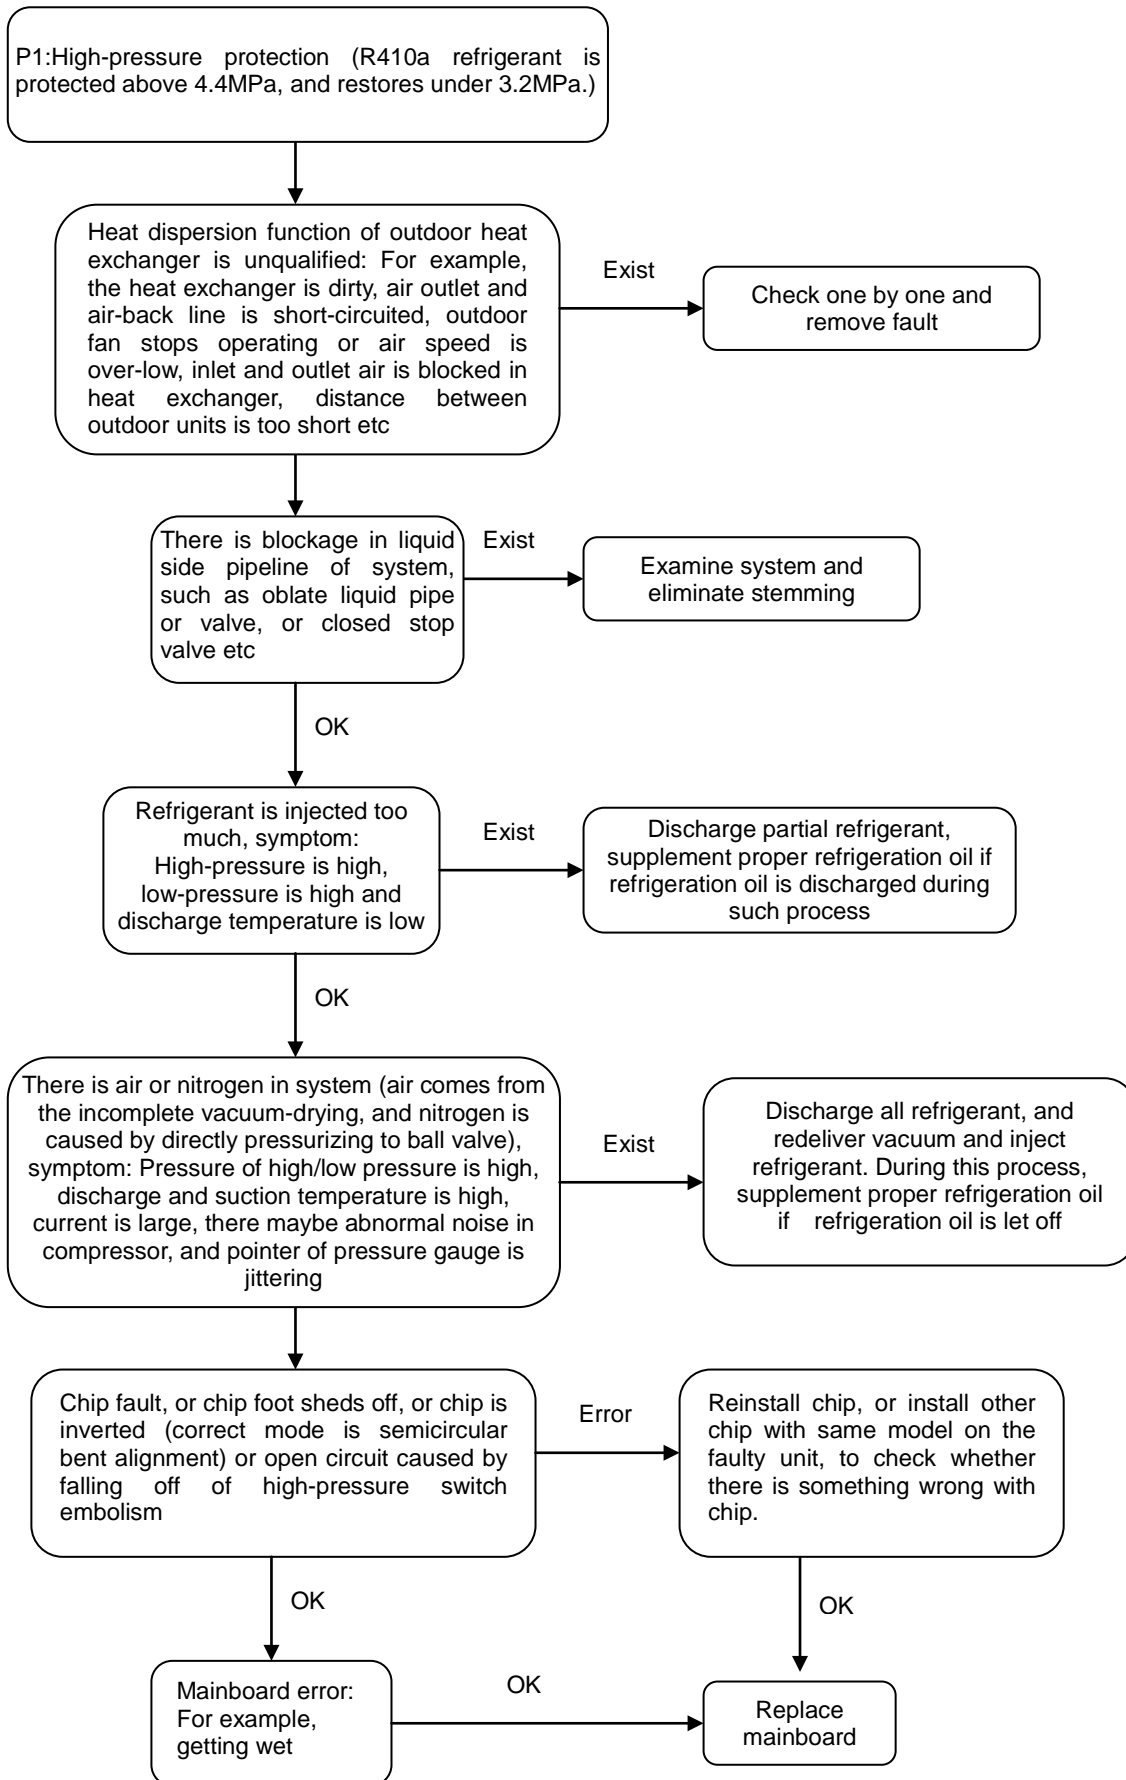 P1:High-pressure protection (R410a refrigerant is
protected above 4.4MPa, and restores under 3.2MPa.)
Heat dispersion function of outdoor heat
exchanger is unqualified: For example,
the heat exchanger is dirty, air outlet and
air-back line is short-circuited, outdoor
fan stops operating or air speed is
over-low, inlet and outlet air is blocked in
heat exchanger, distance between
outdoor units is too short etc
Exist
Check one by one and
remove fault
There is blockage in liquid
side pipeline of system,
such as oblate liquid pipe
or valve, or closed stop
valve etc
Exist
Examine system and
eliminate stemming
OK
Refrigerant is injected too
much, symptom:
High-pressure is high,
low-pressure is high and
discharge temperature is low
Exist
Discharge partial refrigerant,
supplement proper refrigeration oil if
refrigeration oil is discharged during
such process
OK
There is air or nitrogen in system (air comes from
the incomplete vacuum-drying, and nitrogen is
caused by directly pressurizing to ball valve),
symptom: Pressure of high/low pressure is high,
discharge and suction temperature is high,
current is large, there maybe abnormal noise in
compressor, and pointer of pressure gauge is
jittering
Exist
Discharge all refrigerant, and
redeliver vacuum and inject
refrigerant. During this process,
supplement proper refrigeration oil
if refrigeration oil is let off
Chip fault, or chip foot sheds off, or chip is
inverted (correct mode is semicircular
bent alignment) or open circuit caused by
falling off of high-pressure switch
embolism
Error
Reinstall chip, or install other
chip with same model on the
faulty unit, to check whether
there is something wrong with
chip.
OK
OK
Mainboard error:
For example,
getting wet
OK
Replace
mainboard